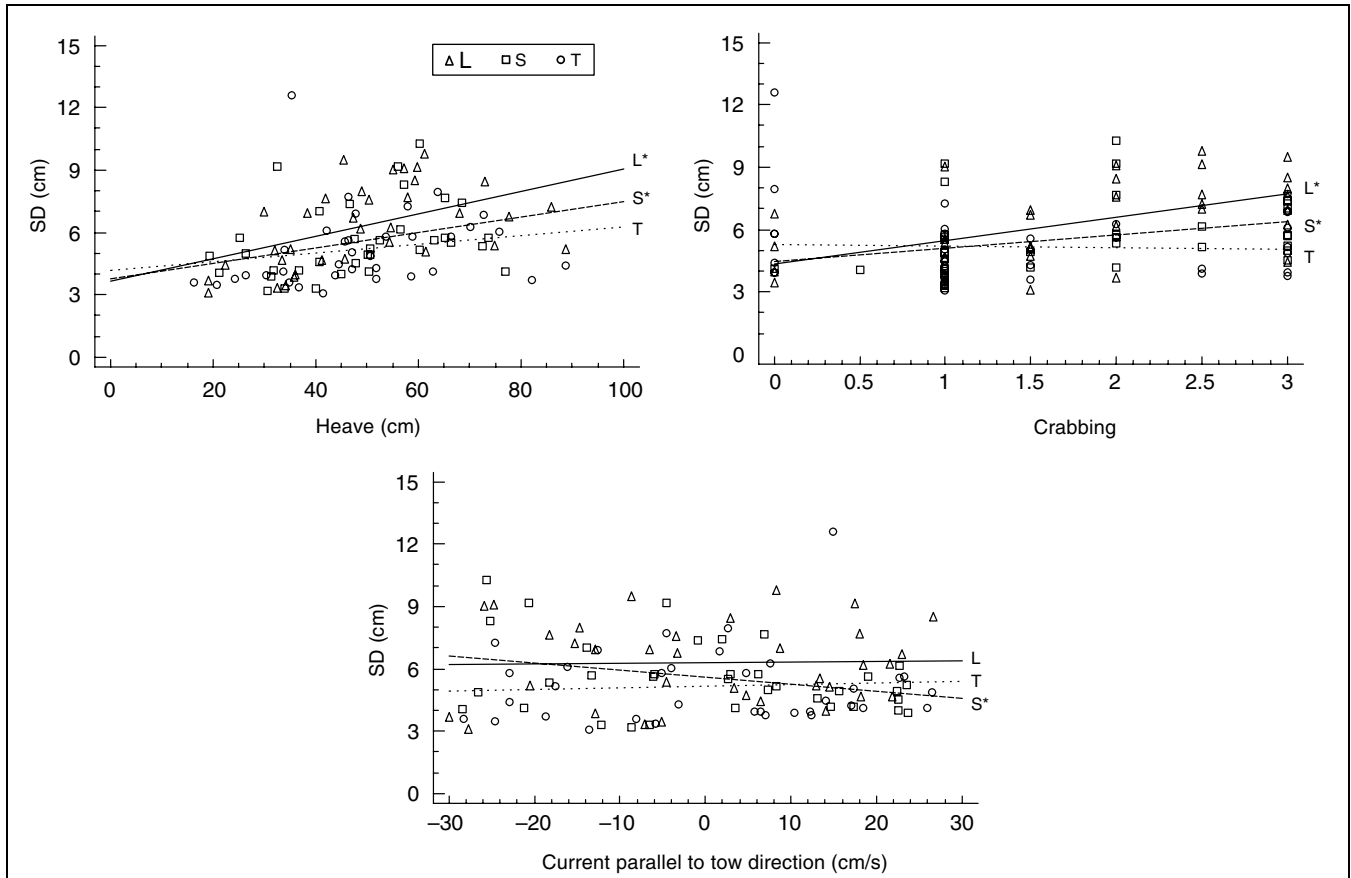 L S T
15
12
9
6
3
0
SD (cm)
L*
S*
T
0 20 40 60 80 100
Heave (cm)
15
12
9
6
3
0
SD (cm)
L*
S*
T
0 0.5 1 1.5 2 2.5 3
Crabbing
15
12
9
6
3
0
SD (cm)
L
T
S*
–30 –20 –10 0 10 20 30
Current parallel to tow direction (cm/s)